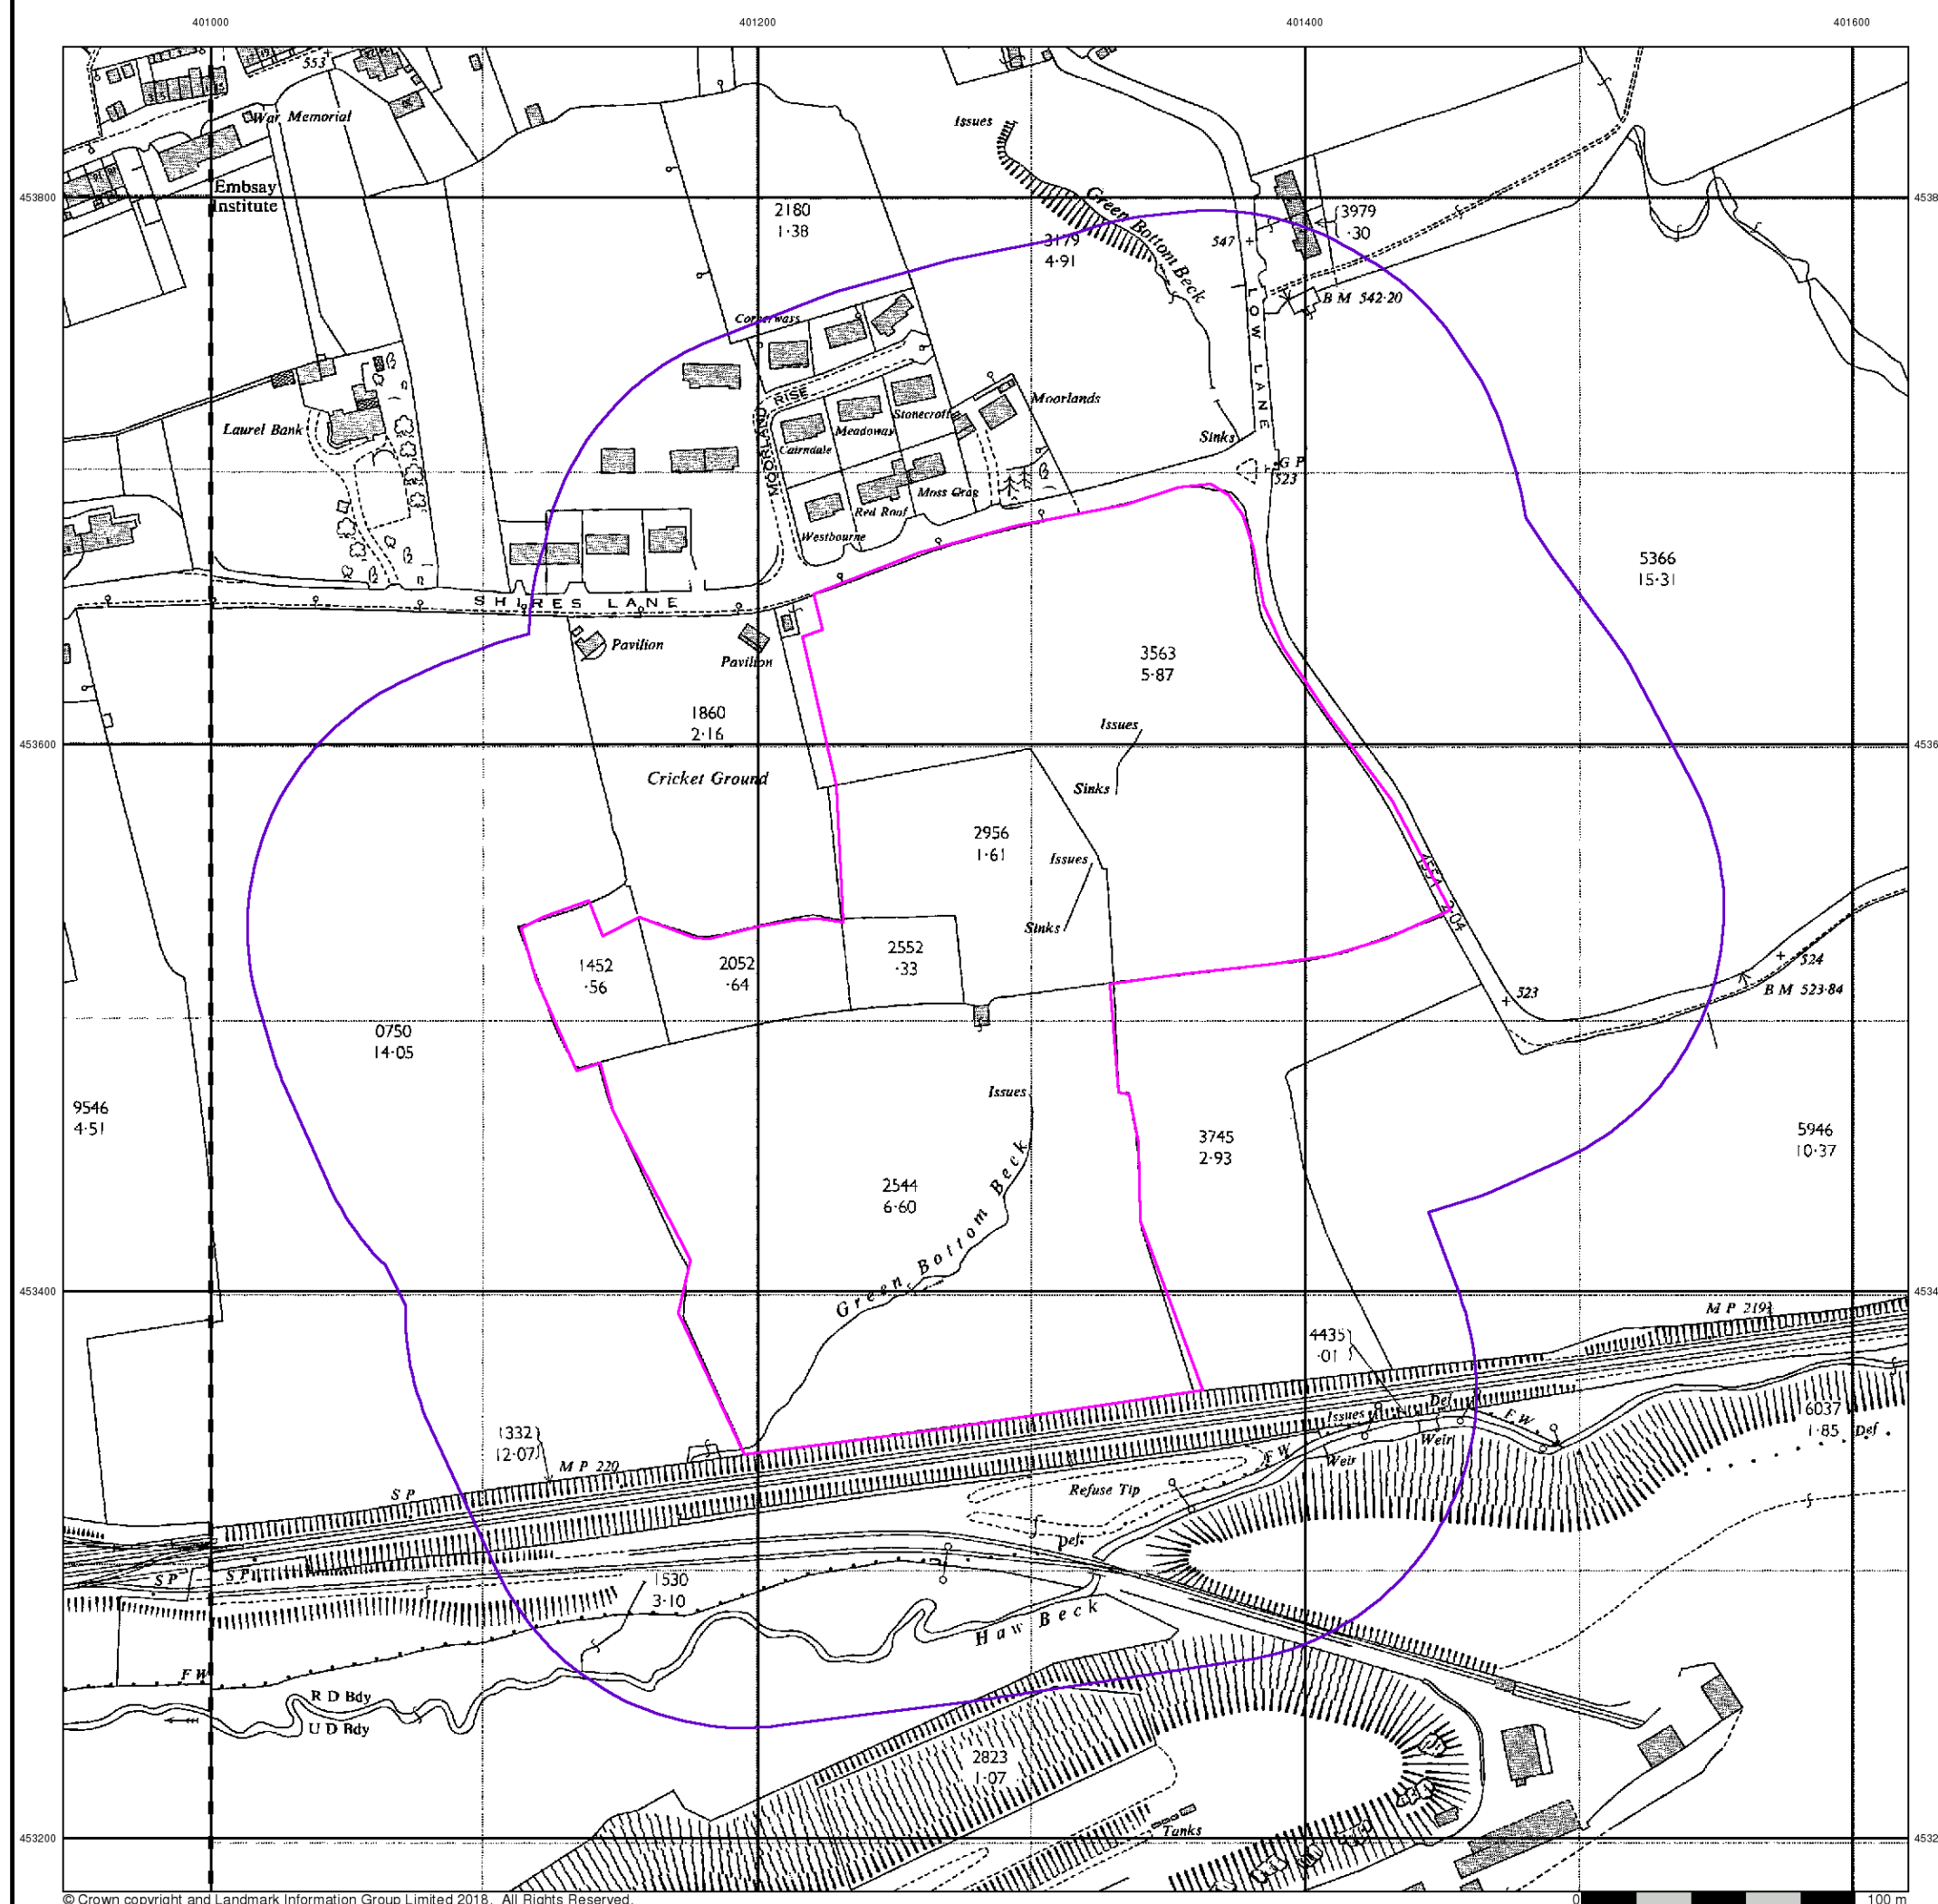 401000
401200
401400
401600
553
War Memorial
Issues
Embsay
Institute
453800
4538
2180
1·38
Green Bottom Beck
3979
·30
3179
4·91
547
B M 542·20
Cornerways
LOW LANE
MOORLAND RISE
Moorlands
Stonecroft
Laurel Bank
Meadoway
Sinks
Cairndale
G P
523
Moss Crag
Red Roof
Westbourne
5366
15·31
SHIRES LANE
Pavilion
Pavilion
3563
5·87
1860
2·16
Issues
453600
4536
Cricket Ground
Sinks
2956
1·61
Issues
4557
2·04
Sinks
2552
·33
1452
·56
2052
·64
524
B M 523·84
523
0750
14·05
Issues
9546
4·51
3745
2·93
5946
10·37
2544
6·60
Green Bottom Beck
453400
4534
M P 219¾
4435
·01
Def
Issues
F W
6037
1·85
Def
1332
12·07
Weir
F W
Weir
M P 220
S P
Refuse Tip
Def.
S P
S P
1530
3·10
Haw Beck
F W
R D Bdy
U D Bdy
2823
1·07
Tanks
453200
4532
© Crown copyright and Landmark Information Group Limited 2018. All Rights Reserved.
0
100 m